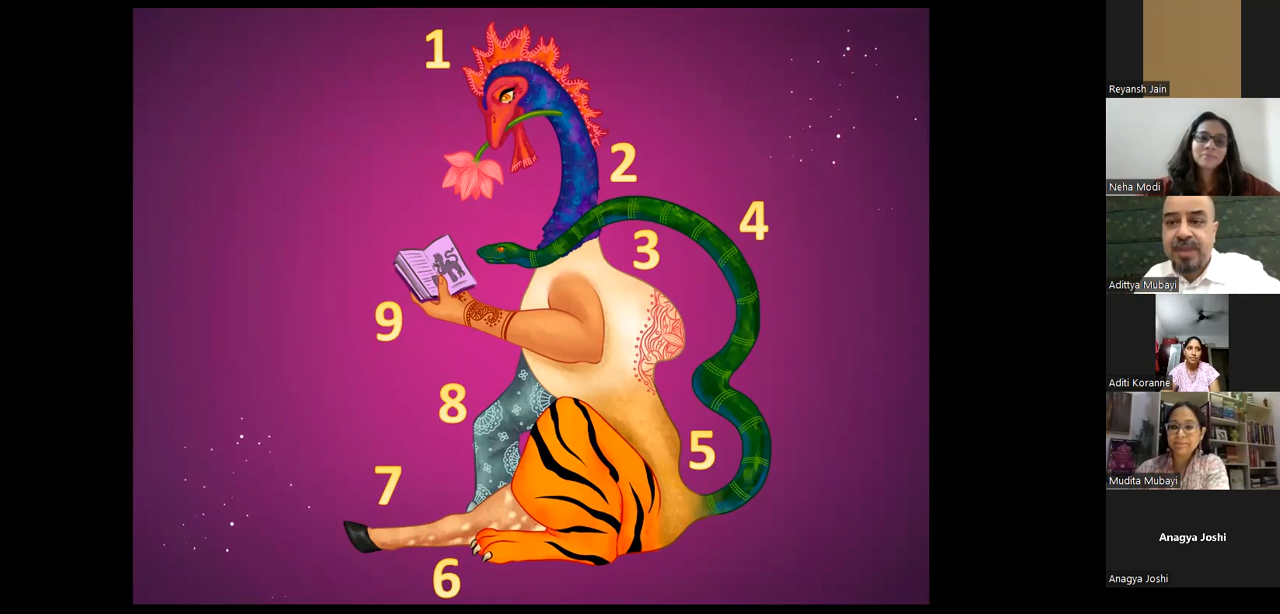 1
2
3
4
5
6
7
8
9
Reyansh Jain
Neha Modi
Adittya Mubayi
Aditi Koranne
Mudita Mubayi
Anagya Joshi
Anagya Joshi